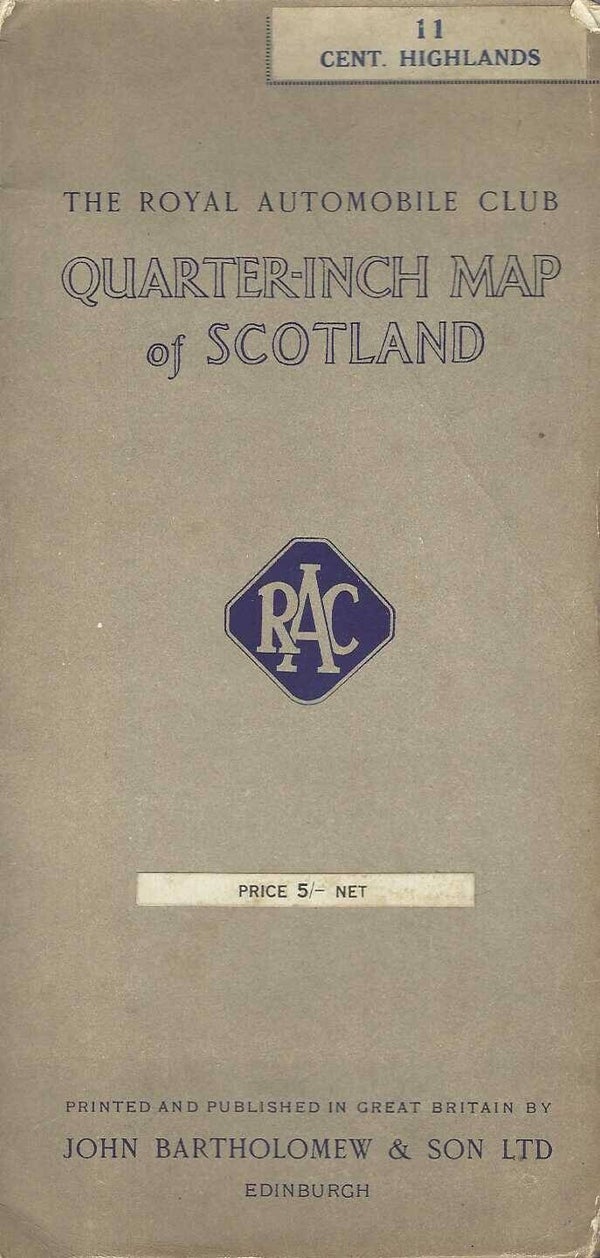 11
CENT. HIGHLANDS
THE ROYAL AUTOMOBILE CLUB
QUARTER-INCH MAP
of SCOTLAND
RAC
PRICE 5/- NET
PRINTED AND PUBLISHED IN GREAT BRITAIN BY
JOHN BARTHOLOMEW & SON LTD
EDINBURGH